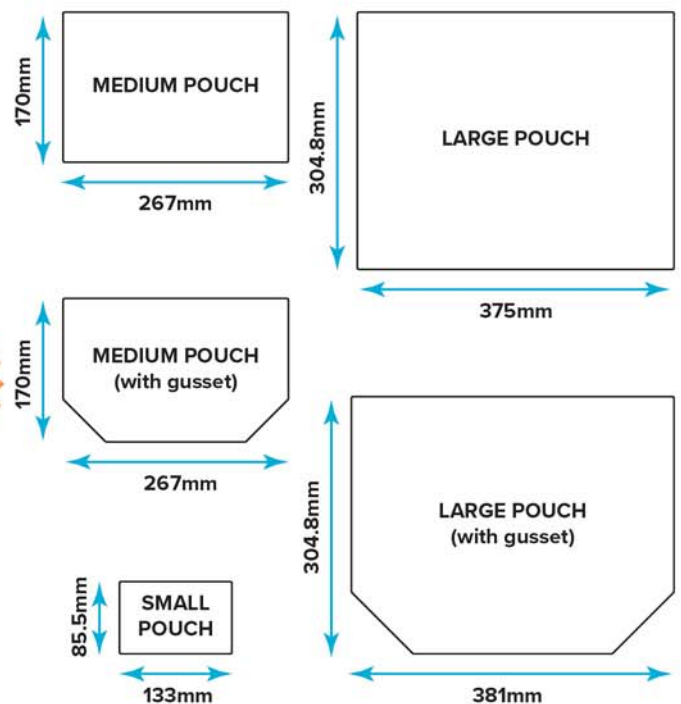 170mm
MEDIUM POUCH
267mm
304.8mm
LARGE POUCH
375mm
170mm
MEDIUM POUCH
(with gusset)
267mm
304.8mm
LARGE POUCH
(with gusset)
381mm
85.5mm
SMALL
POUCH
133mm